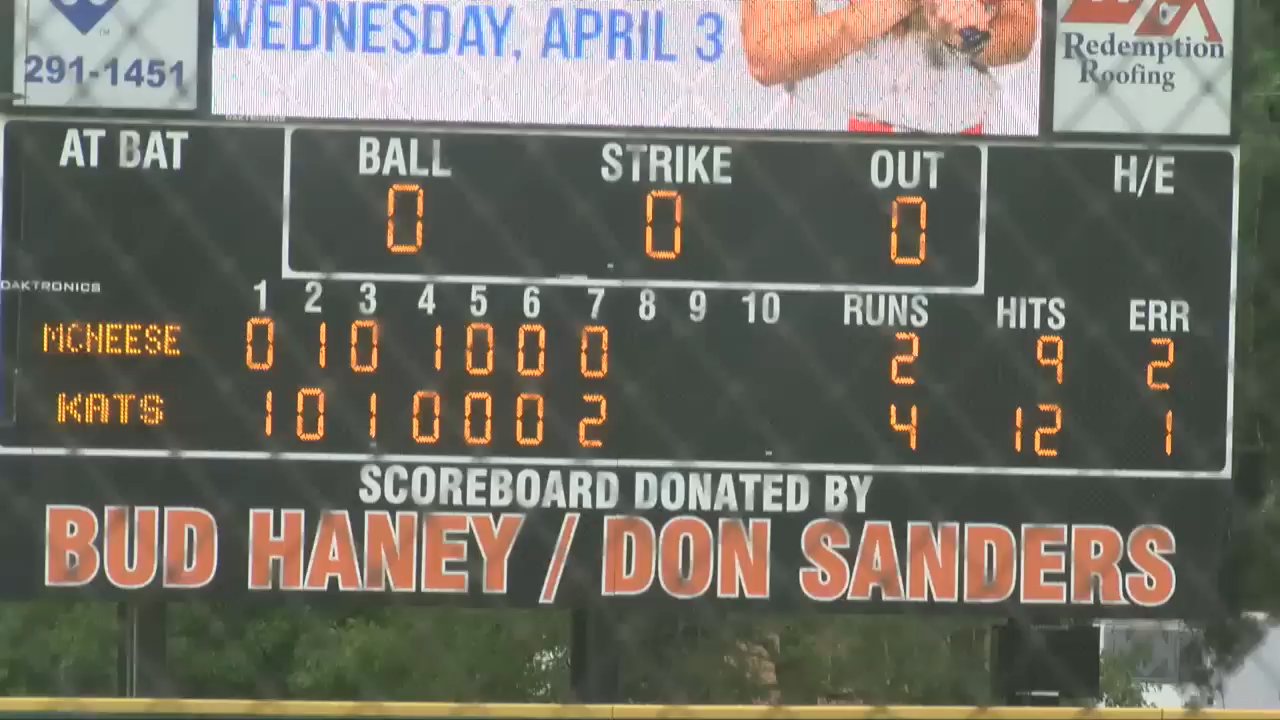 WEDNESDAY, APRIL 3
291-1451
Redemption
Roofing
DAKTRONICS
AT BAT BALL STRIKE OUT H/E
0 0 0
DAKTRONICS
1 2 3 4 5 6 7 8 9 10 RUNS HITS ERR
MCNEESE 0 1 0 1 0 0 0 2 9 2
KATS 1 0 1 0 0 0 2 4 12 1
SCOREBOARD DONATED BY
BUD HANEY / DON SANDERS